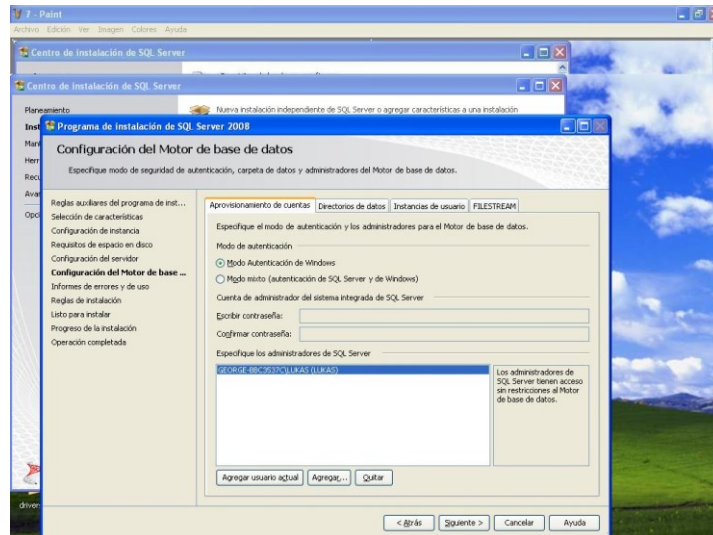 7 - Paint
Archivo Edición Ver Imagen Colores Ayuda
Centro de instalación de SQL Server
Centro de instalación de SQL Server
Planeamiento
Nueva instalación independiente de SQL Server o agregar características a una instalación
Programa de instalación de SQL Server 2008
Configuración del Motor de base de datos
Especifique modo de seguridad de autenticación, carpeta de datos y administradores del Motor de base de datos.
Reglas auxiliares del programa de inst...
Selección de características
Configuración de instancia
Requisitos de espacio en disco
Configuración del servidor
Configuración del Motor de base ...
Informes de errores y de uso
Reglas de instalación
Listo para instalar
Progreso de la instalación
Operación completada
Aprovisionamiento de cuentas Directorios de datos Instancias de usuario FILESTREAM
Especifique el modo de autenticación y los administradores para el Motor de base de datos.
Modo de autenticación
Modo Autenticación de Windows
Modo mixto (autenticación de SQL Server y de Windows)
Cuenta de administrador del sistema integrada de SQL Server
Escribir contraseña:
Confirmar contraseña:
Especifique los administradores de SQL Server
GEORGE-BBC3537C\LUKAS (LUKAS)
Los administradores de
SQL Server tienen acceso
sin restricciones al Motor
de base de datos.
Agregar usuario actual Agregar... Quitar
< Atrás Siguiente > Cancelar Ayuda